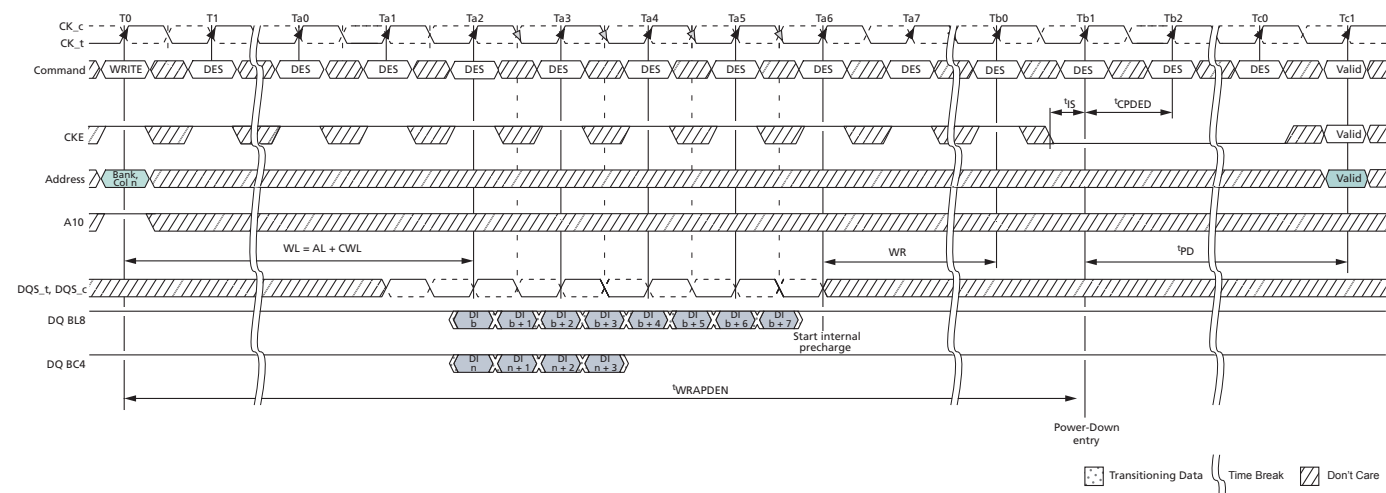 T0 T1 Ta0 Ta1 Ta2 Ta3 Ta4 Ta5 Ta6 Ta7 Tb0 Tb1 Tb2 Tc0 Tc1
CK_c
CK_t
Command WRITE DES DES DES DES DES DES DES DES DES DES DES DES DES Valid
tIS tCPDED
CKE Valid
Address Bank, Col n Valid
A10
WL = AL + CWL WR tPD
DQS_t, DQS_c
DQ BL8 DI b DI b + 1 DI b + 2 DI b + 3 DI b + 4 DI b + 5 DI b + 6 DI b + 7
Start internal
precharge
DQ BC4 DI n DI n + 1 DI n + 2 DI n + 3
tWRAPDEN
Power-Down
entry
Transitioning Data Time Break Don't Care